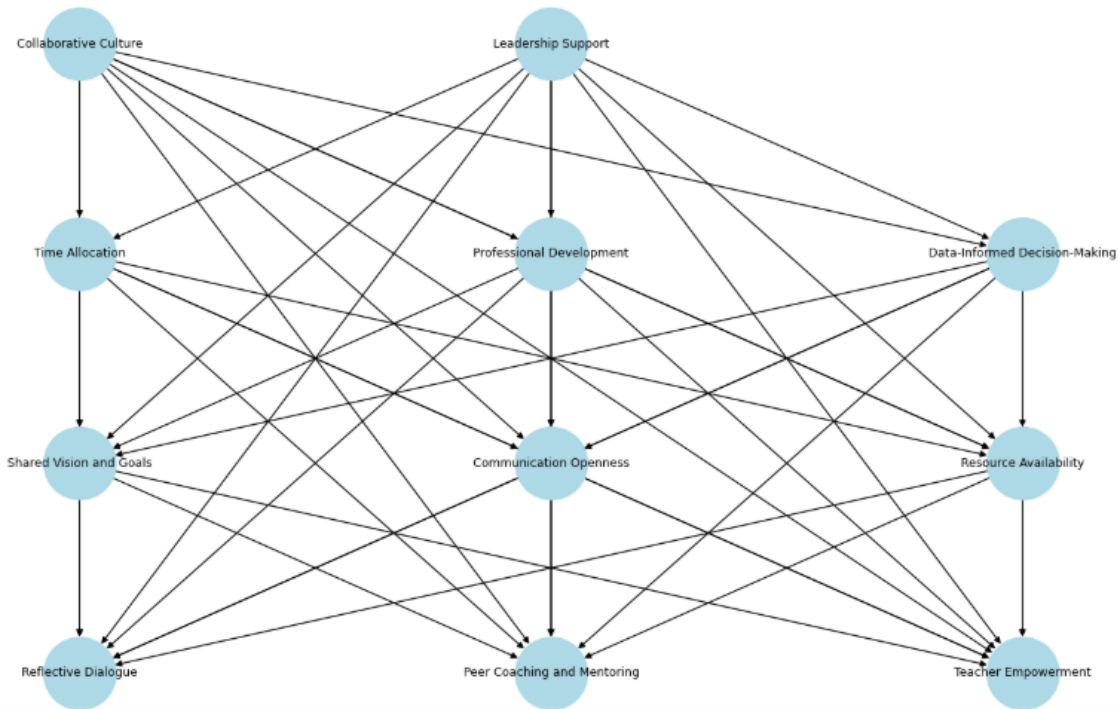 Collaborative Culture
Leadership Support
Time Allocation
Professional Development
Data-Informed Decision-Making
Shared Vision and Goals
Communication Openness
Resource Availability
Reflective Dialogue
Peer Coaching and Mentoring
Teacher Empowerment